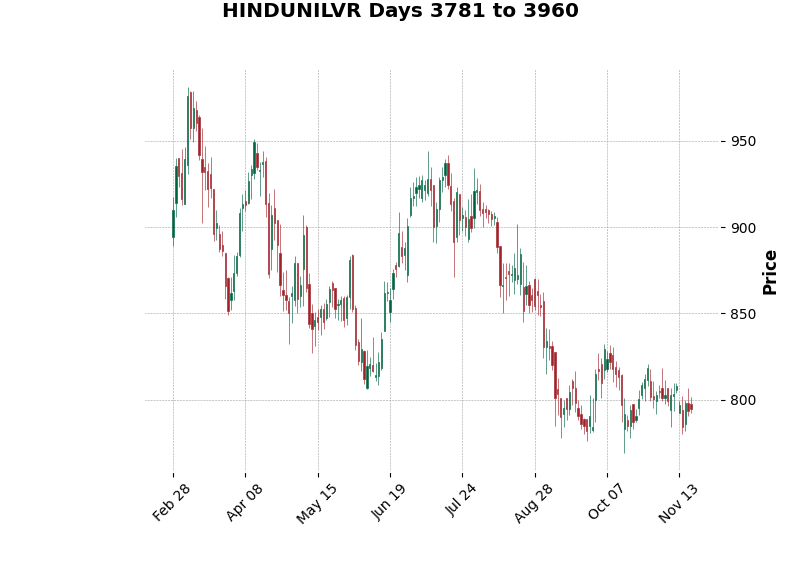 HINDUNILVR Days 3781 to 3960
950
900
850
800
Price
Feb 28
Apr 08
May 15
Jun 19
Jul 24
Aug 28
Oct 07
Nov 13